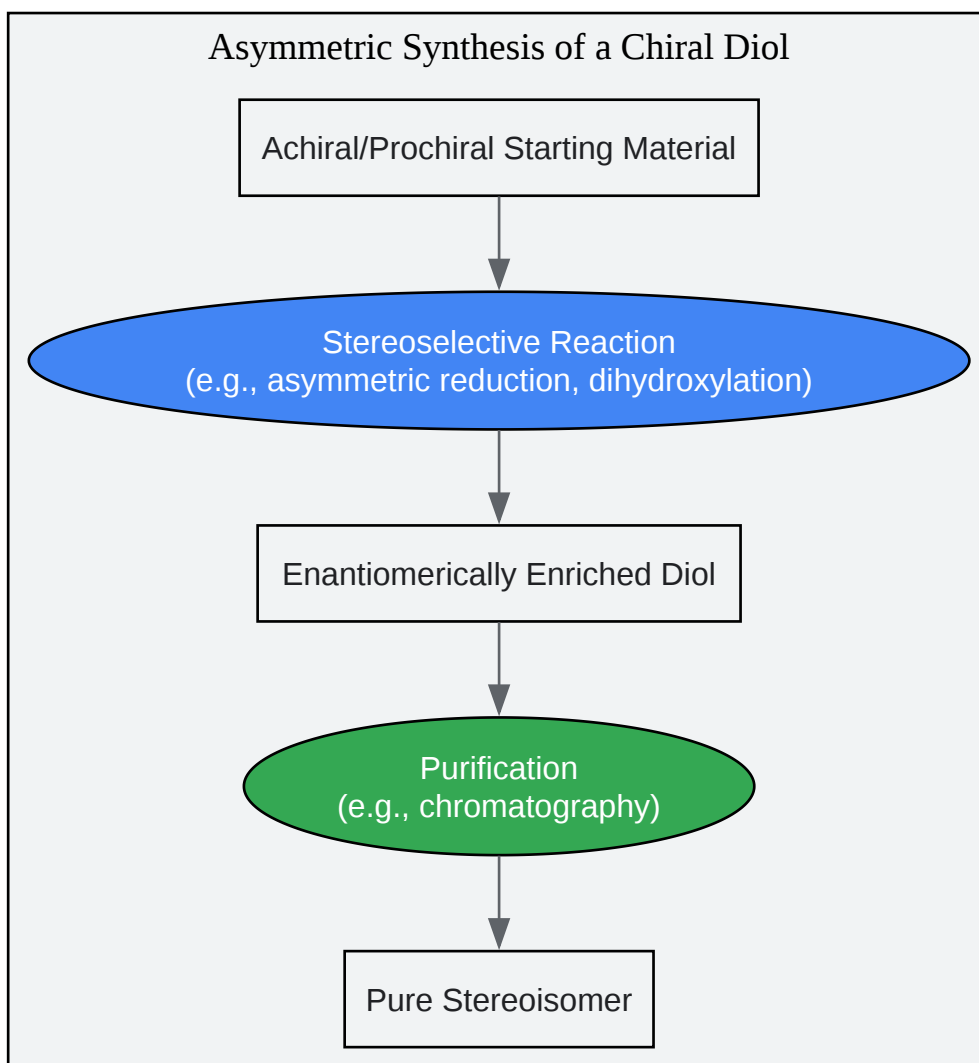 Asymmetric Synthesis of a Chiral Diol
Achiral/Prochiral Starting Material
Stereoselective Reaction
(e.g., asymmetric reduction, dihydroxylation)
Enantiomerically Enriched Diol
Purification
(e.g., chromatography)
Pure Stereoisomer